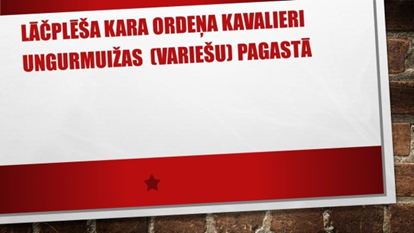 LĀČPLĒŠA KARA ORDEŅA KAVALIERI
UNGURMUIŽAS (VARIEŠU) PAGASTĀ